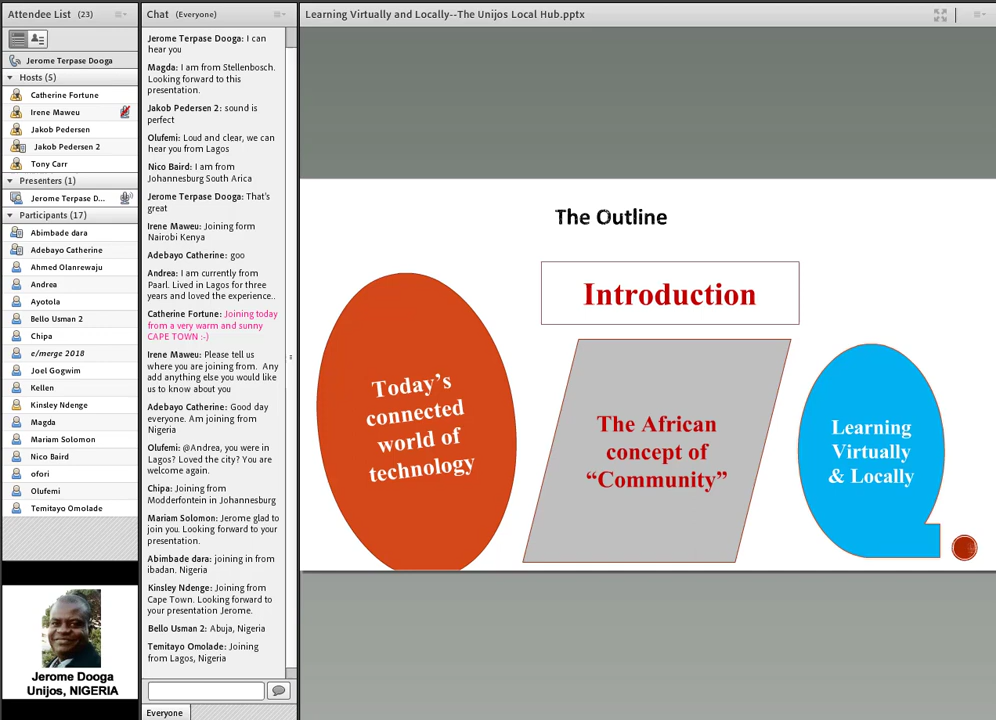 Attendee List (23)
Jerome Terpase Dooga
Hosts (5)
Catherine Fortune
Irene Maweu
Jakob Pedersen
Jakob Pedersen 2
Tony Carr
Presenters (1)
Jerome Terpase D...
Participants (17)
Abimbade dara
Adebayo Catherine
Ahmed Olanrewaju
Andrea
Ayotola
Bello Usman 2
Chipa
e/merge 2018
Joel Gogwim
Kellen
Kinsley Ndenge
Magda
Mariam Solomon
Nico Baird
ofori
Olufemi
Temitayo Omolade
Jerome Dooga
Unijos, NIGERIA
Chat (Everyone)
Jerome Terpase Dooga: I can
hear you
Magda: I am from Stellenbosch.
Looking forward to this
presentation.
Jakob Pedersen 2: sound is
perfect
Olufemi: Loud and clear, we can
hear you from Lagos
Nico Baird: I am from
Johannesburg South Arica
Jerome Terpase Dooga: That's
great
Irene Maweu: Joining form
Nairobi Kenya
Adebayo Catherine: goo
Andrea: I am currently from
Paarl. Lived in Lagos for three
years and loved the experience..
Catherine Fortune: Joining today
from a very warm and sunny
CAPE TOWN :-)
Irene Maweu: Please tell us
where you are joining from. Any
add anything else you would like
us to know about you
Adebayo Catherine: Good day
everyone. Am joining from
Nigeria
Olufemi: @Andrea, you were in
Lagos? Loved the city? You are
welcome again.
Chipa: Joining from
Modderfontein in Johannesburg
Mariam Solomon: Jerome glad to
join you. Looking forward to your
presentation.
Abimbade dara: joining in from
ibadan. Nigeria
Kinsley Ndenge: Joining from
Cape Town. Looking forward to
your presentation Jerome.
Bello Usman 2: Abuja, Nigeria
Temitayo Omolade: Joining
from Lagos, Nigeria
Everyone
Learning Virtually and Locally--The Unijos Local Hub.pptx
The Outline
Introduction
Today's
connected
world of
technology
The African
concept of
“Community”
Learning
Virtually
& Locally